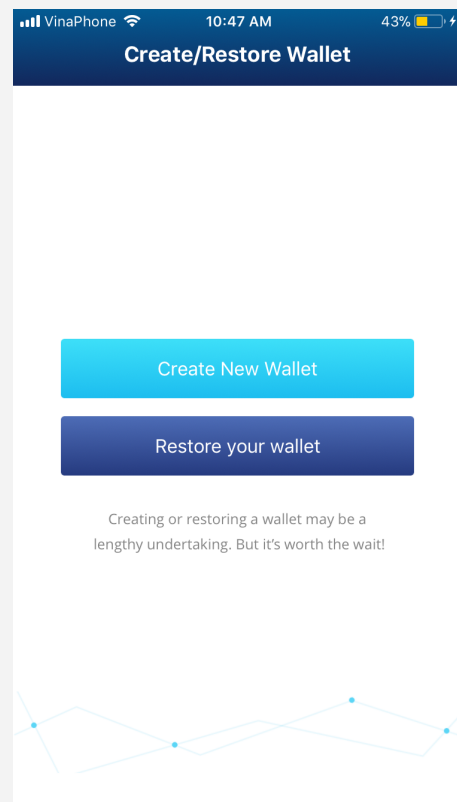 VinaPhone 10:47 AM 43%
Create/Restore Wallet
Create New Wallet
Restore your wallet
Creating or restoring a wallet may be a
lengthy undertaking. But it’s worth the wait!